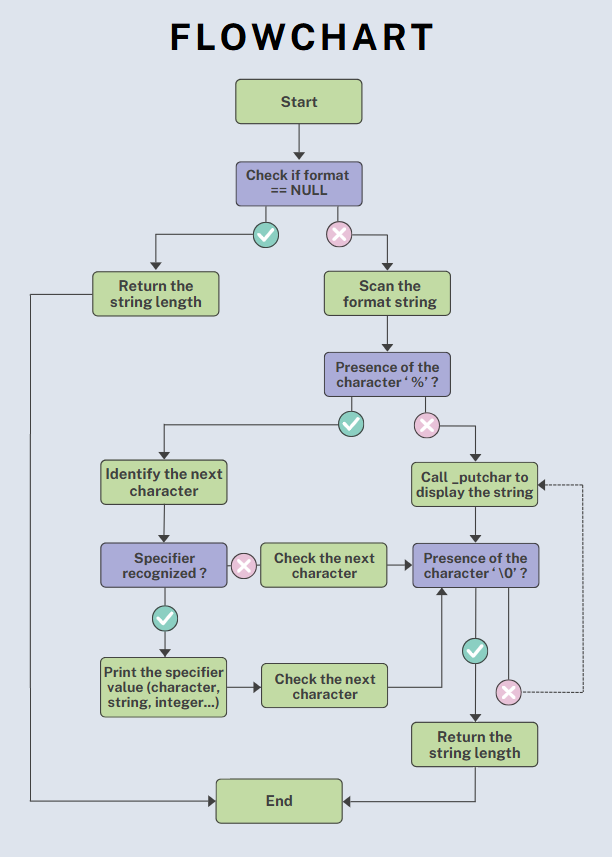 FLOWCHART
Start
Check if format
== NULL
Return the
string length
Scan the
format string
Presence of the
character ‘ %’ ?
Identify the next
character
Call _putchar to
display the string
Specifier
recognized ?
Check the next
character
Presence of the
character ‘ \0’ ?
Print the specifier
value (character,
string, integer...)
Check the next
character
Return the
string length
End